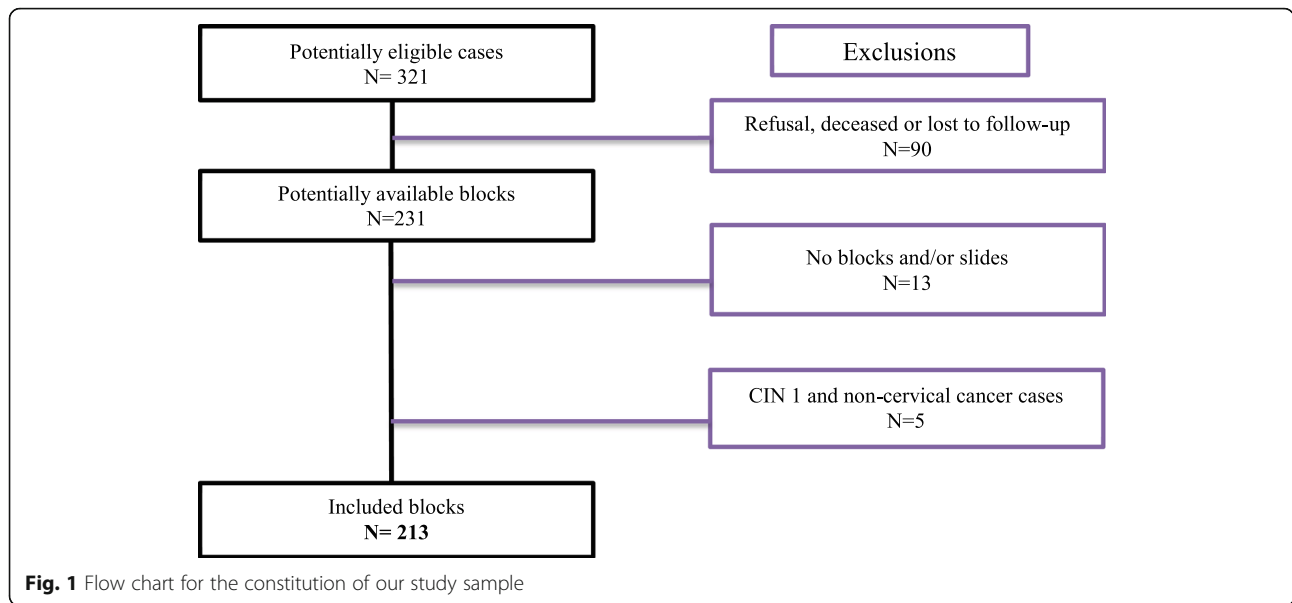 Potentially eligible cases
N= 321
Exclusions
Refusal, deceased or lost to follow-up
N=90
Potentially available blocks
N=231
No blocks and/or slides
N=13
CIN 1 and non-cervical cancer cases
N=5
Included blocks
N= 213
Fig. 1 Flow chart for the constitution of our study sample